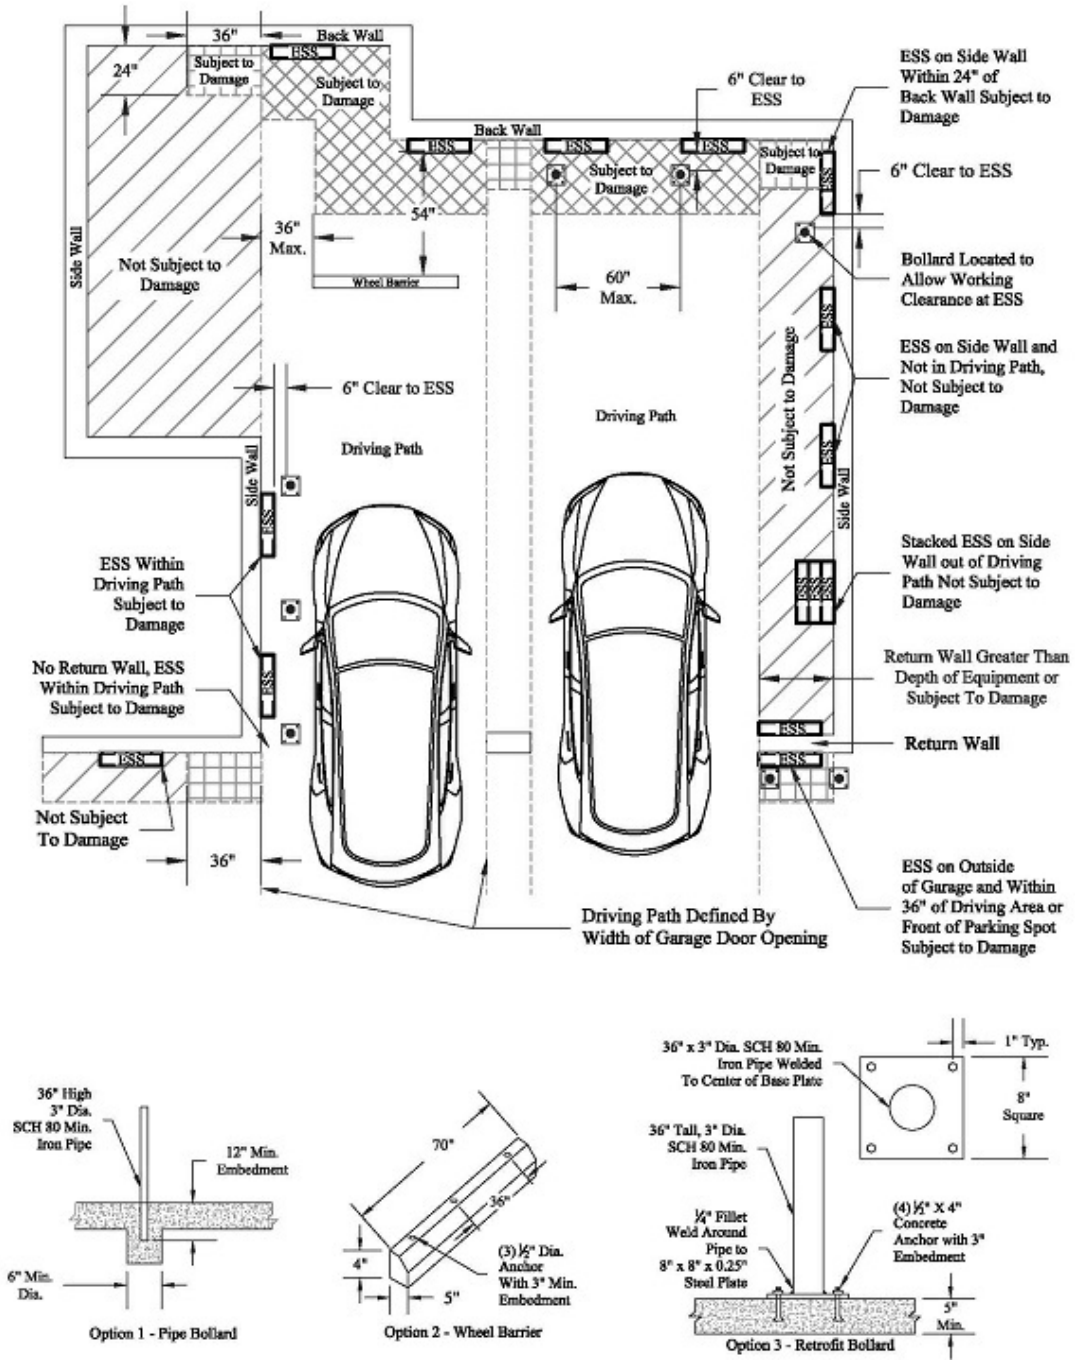 36"
Back Wall
ESS
Subject to
Damage
24"
Subject to
Damage
6" Clear to
ESS
ESS on Side Wall
Within 24" of
Back Wall Subject to
Damage
Back Wall
ESS
ESS
ESS
Subject to
Damage
Subject to
Damage
ESS
6" Clear to ESS
54"
36"
Max.
Side Wall
Not Subject to
Damage
Wheel Barrier
60"
Max.
Bollard Located to
Allow Working
Clearance at ESS
ESS
ESS on Side Wall and
Not in Driving Path,
Not Subject to
Damage
Not Subject to Damage
6" Clear to ESS
Driving Path
Driving Path
ESS
Side Wall
Side Wall
ESS
ESS Within
Driving Path
Subject to
Damage
Stacked ESS on Side
Wall out of Driving
Path Not Subject to
Damage
ESS
ESS
ESS
No Return Wall, ESS
Within Driving Path
Subject to Damage
ESS
Return Wall Greater Than
Depth of Equipment or
Subject To Damage
ESS
Return Wall
ESS
ESS
Not Subject
To Damage
36"
ESS on Outside
of Garage and Within
36" of Driving Area or
Front of Parking Spot
Subject to Damage
Driving Path Defined By
Width of Garage Door Opening
36" High
3" Dia.
SCH 80 Min.
Iron Pipe
12" Min.
Embedment
6" Min.
Dia.
Option 1 - Pipe Bollard
70"
36"
4"
5"
(3) ½" Dia.
Anchor
With 3" Min.
Embedment
Option 2 - Wheel Barrier
36" x 3" Dia. SCH 80 Min.
Iron Pipe Welded
To Center of Base Plate
1" Typ.
8"
Square
36" Tall, 3" Dia.
SCH 80 Min.
Iron Pipe
¼" Fillet
Weld Around
Pipe to
8" x 8" x 0.25"
Steel Plate
(4) ½" X 4"
Concrete
Anchor with 3"
Embedment
5"
Min.
Option 3 - Retrofit Bollard